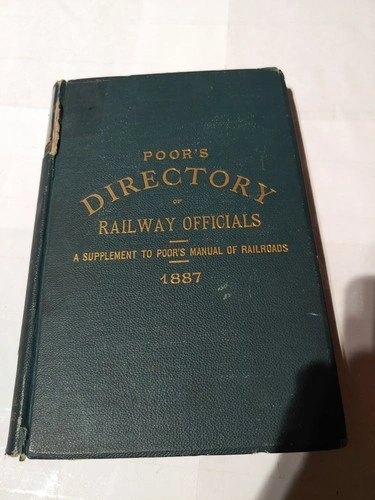 POOR'S
DIRECTORY
OF
RAILWAY OFFICIALS
A SUPPLEMENT TO POOR'S MANUAL OF RAILROADS
1887